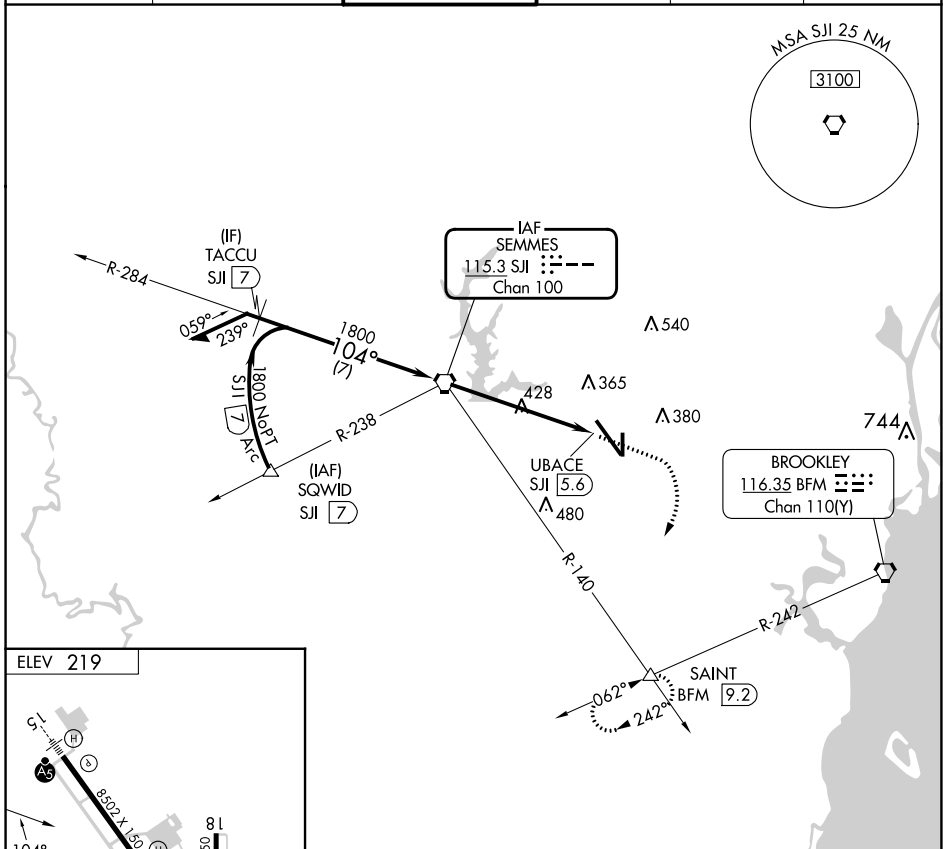 MSA SJI 25 NM
3100
(IF)
TACCU
SJI 7
R-284
059°
239°
1800
104°
(7)
1800 NoPT
SJI 7 Arc
R-238
(IAF)
SQWID
SJI 7
IAF
SEMMES
115.3 SJI
Chan 100
540
365
428
380
744
UBACE
SJI 5.6
480
BROOKLEY
116.35 BFM
Chan 110(Y)
R-140
R-242
SAINT
BFM 9.2
062°
242°
C
ELEV 219
15
H
P
A5
8502 X 150
18
104°